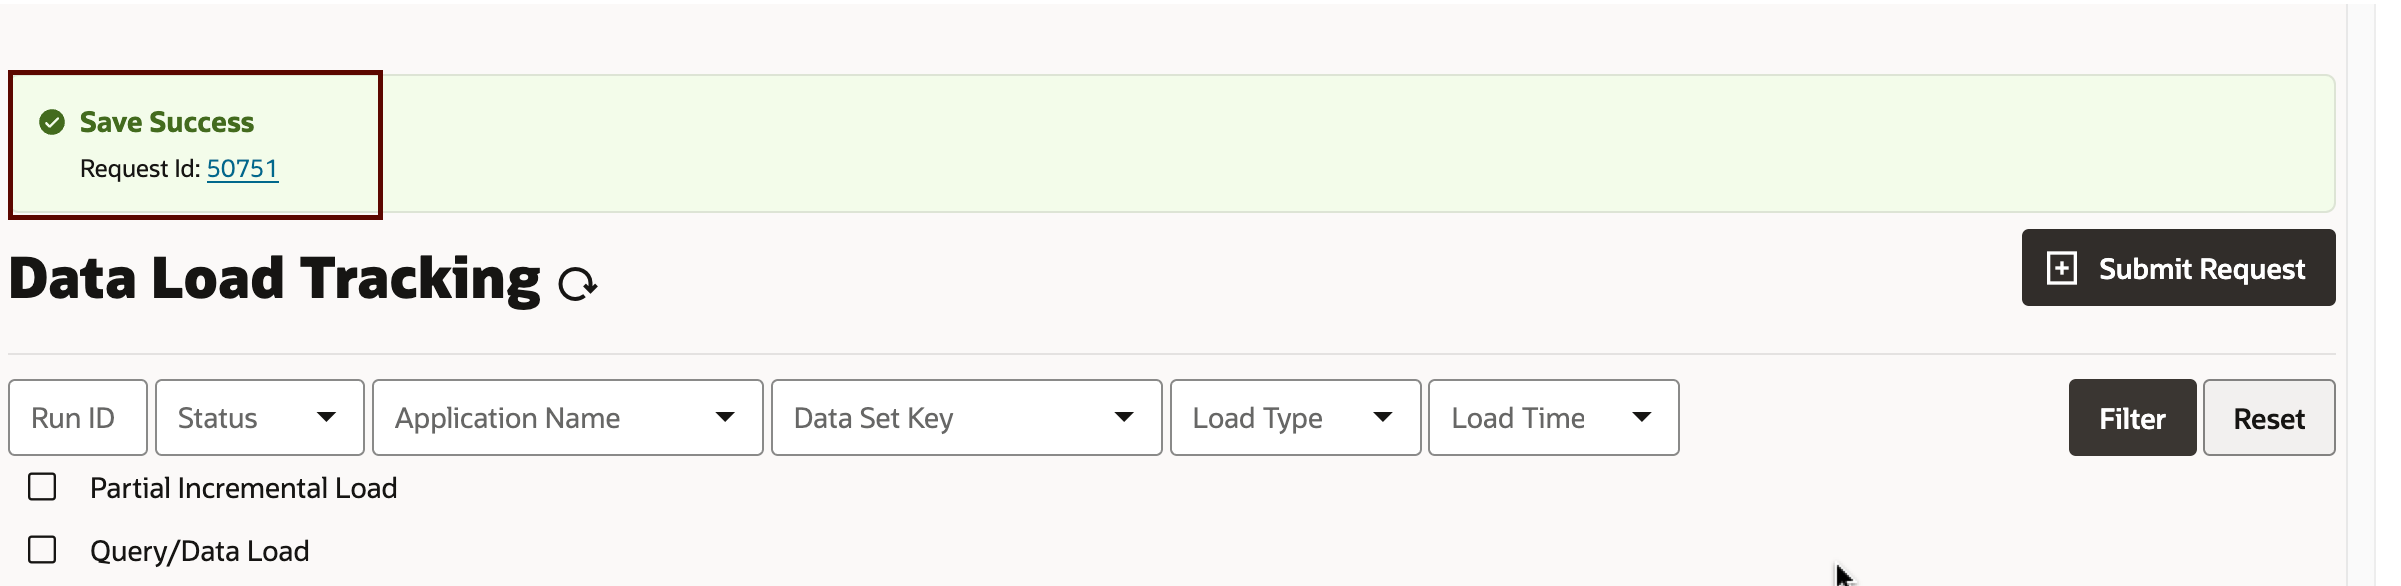 Save Success
Request Id: 50751
Data Load Tracking
Submit Request
Run ID
Status
Application Name
Data Set Key
Load Type
Load Time
Filter
Reset
Partial Incremental Load
Query/Data Load